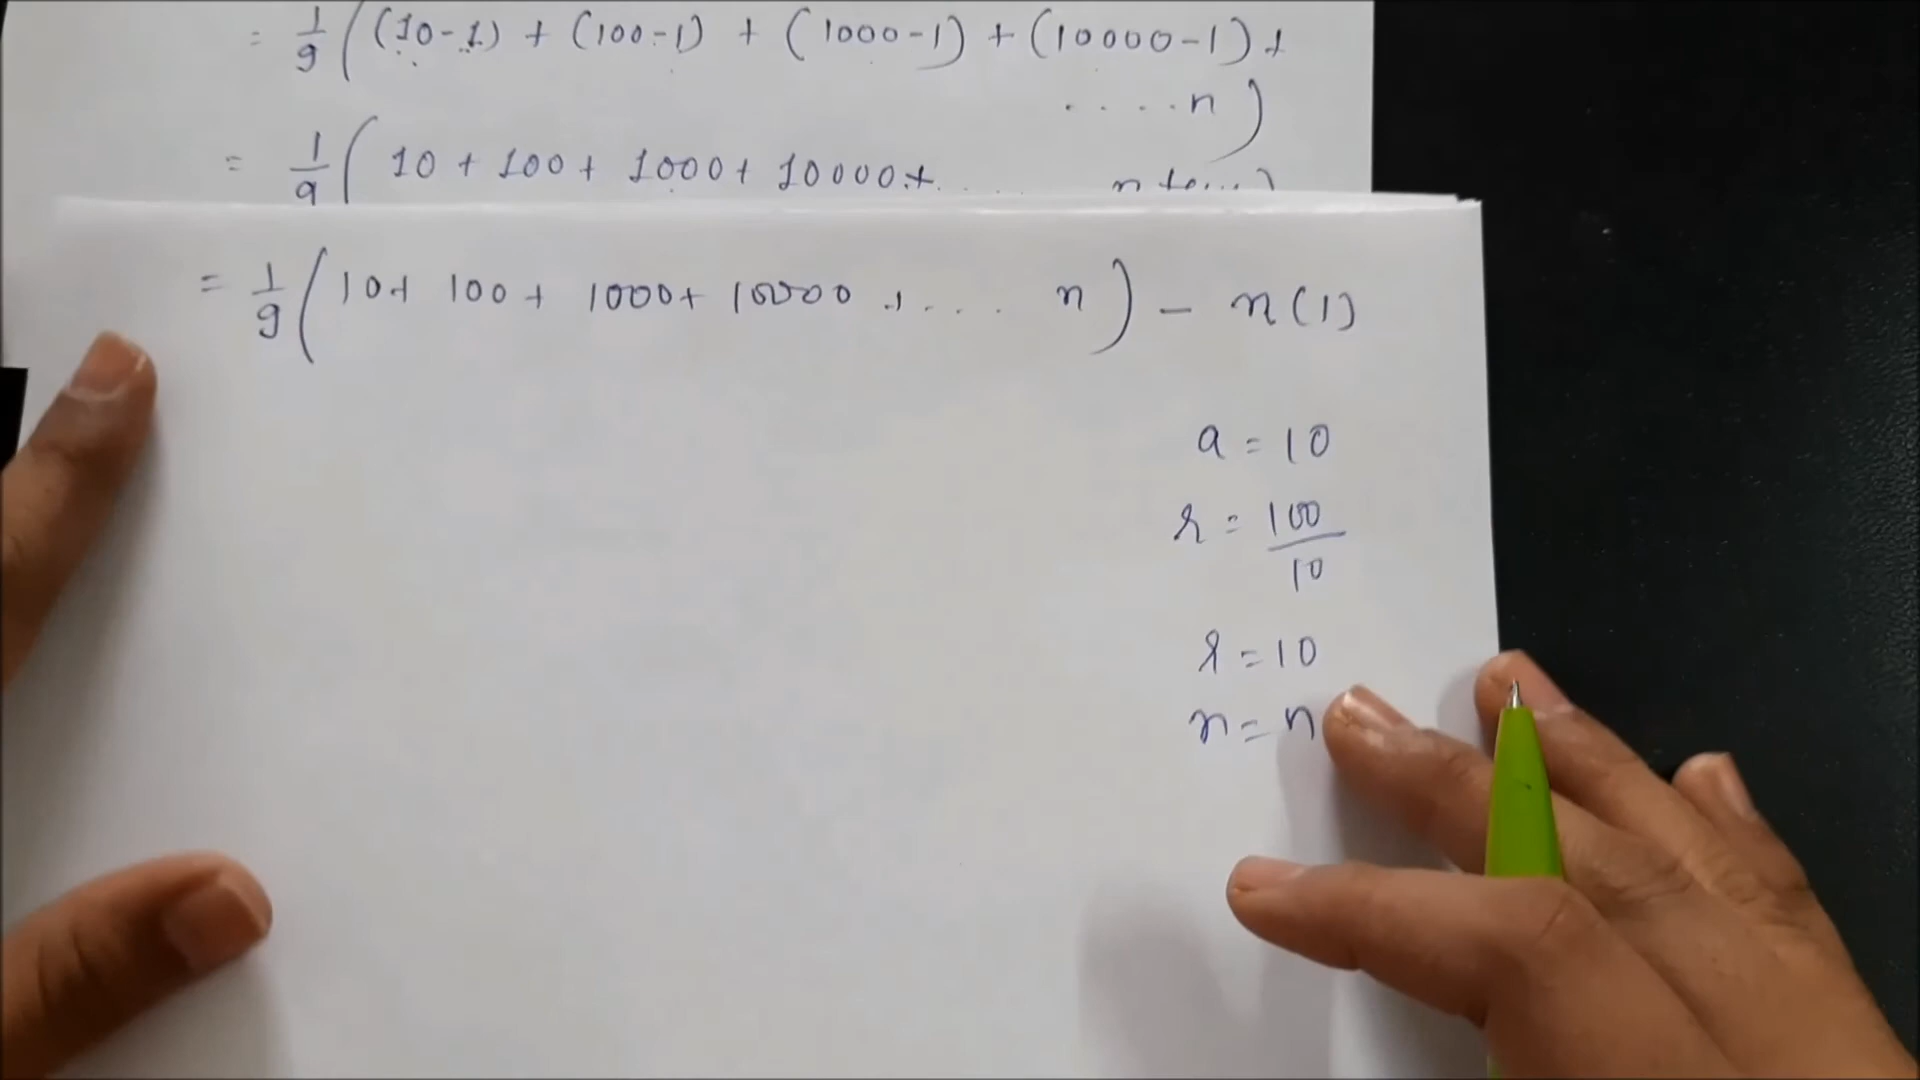 = 1/9 ( (10-1) + (100-1) + (1000-1) + (10000-1) +
.... n )
= 1/9 ( 10 + 100 + 1000 + 10000 + ....
= 1/9 ( 10 + 100 + 1000 + 10000 + .... n ) - n(1)
a = 10
r = 100/10
r = 10
n = n